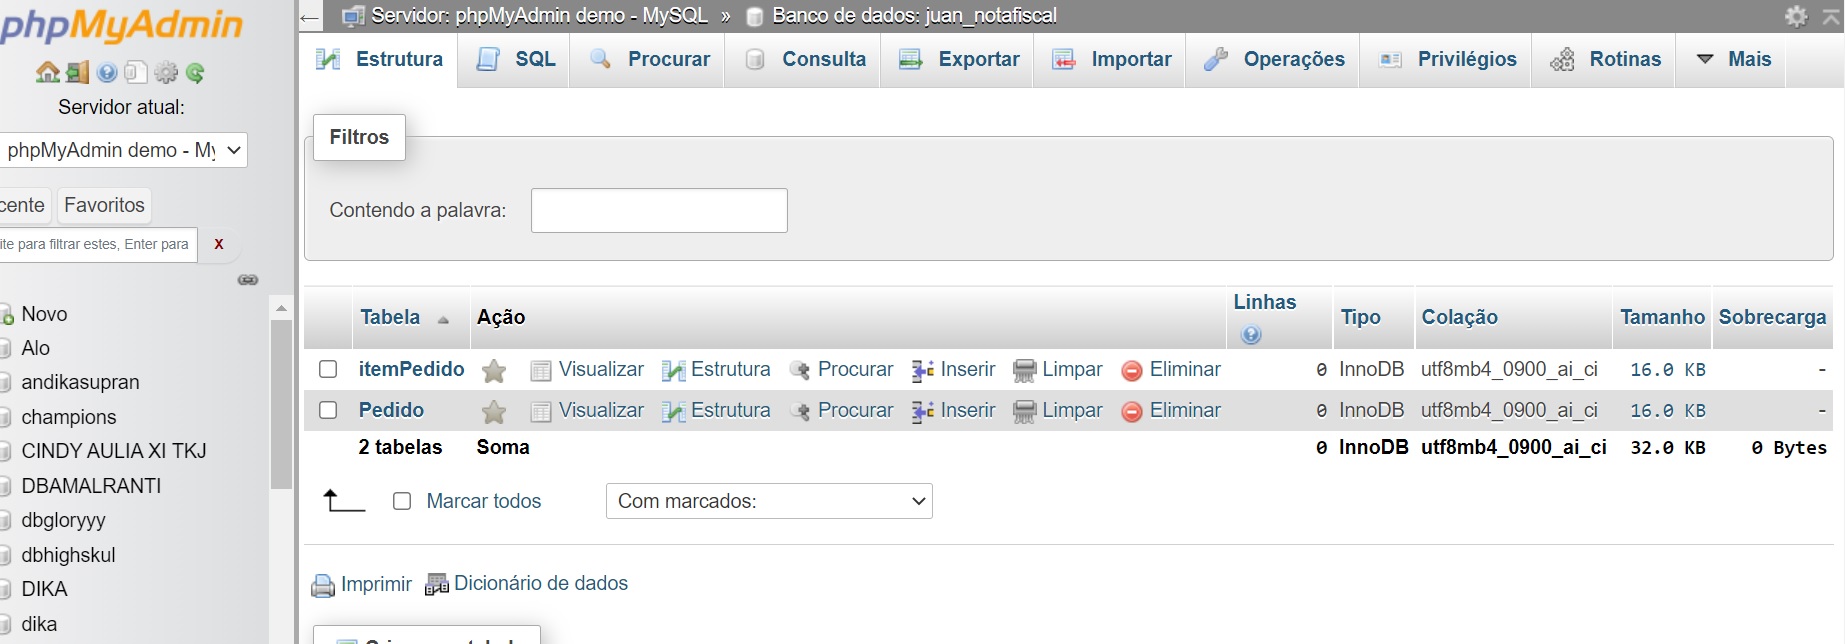 phpMyAdmin
Servidor atual:
phpMyAdmin demo - My
cente Favoritos
ite para filtrar estes, Enter para X
Novo
Alo
andikasupran
champions
CINDY AULIA XI TKJ
DBAMALRANTI
dbgloryyy
dbhighskul
DIKA
dika
Servidor: phpMyAdmin demo - MySQL » Banco de dados: juan_notafiscal
Estrutura SQL Procurar Consulta Exportar Importar Operações Privilégios Rotinas Mais
Filtros
Contendo a palavra:
Tabela Ação Linhas Tipo Colação Tamanho Sobrecarga
itemPedido Visualizar Estrutura Procurar Inserir Limpar Eliminar 0 InnoDB utf8mb4_0900_ai_ci 16.0 KB -
Pedido Visualizar Estrutura Procurar Inserir Limpar Eliminar 0 InnoDB utf8mb4_0900_ai_ci 16.0 KB -
2 tabelas Soma 0 InnoDB utf8mb4_0900_ai_ci 32.0 KB 0 Bytes
Marcar todos Com marcados:
Imprimir Dicionário de dados